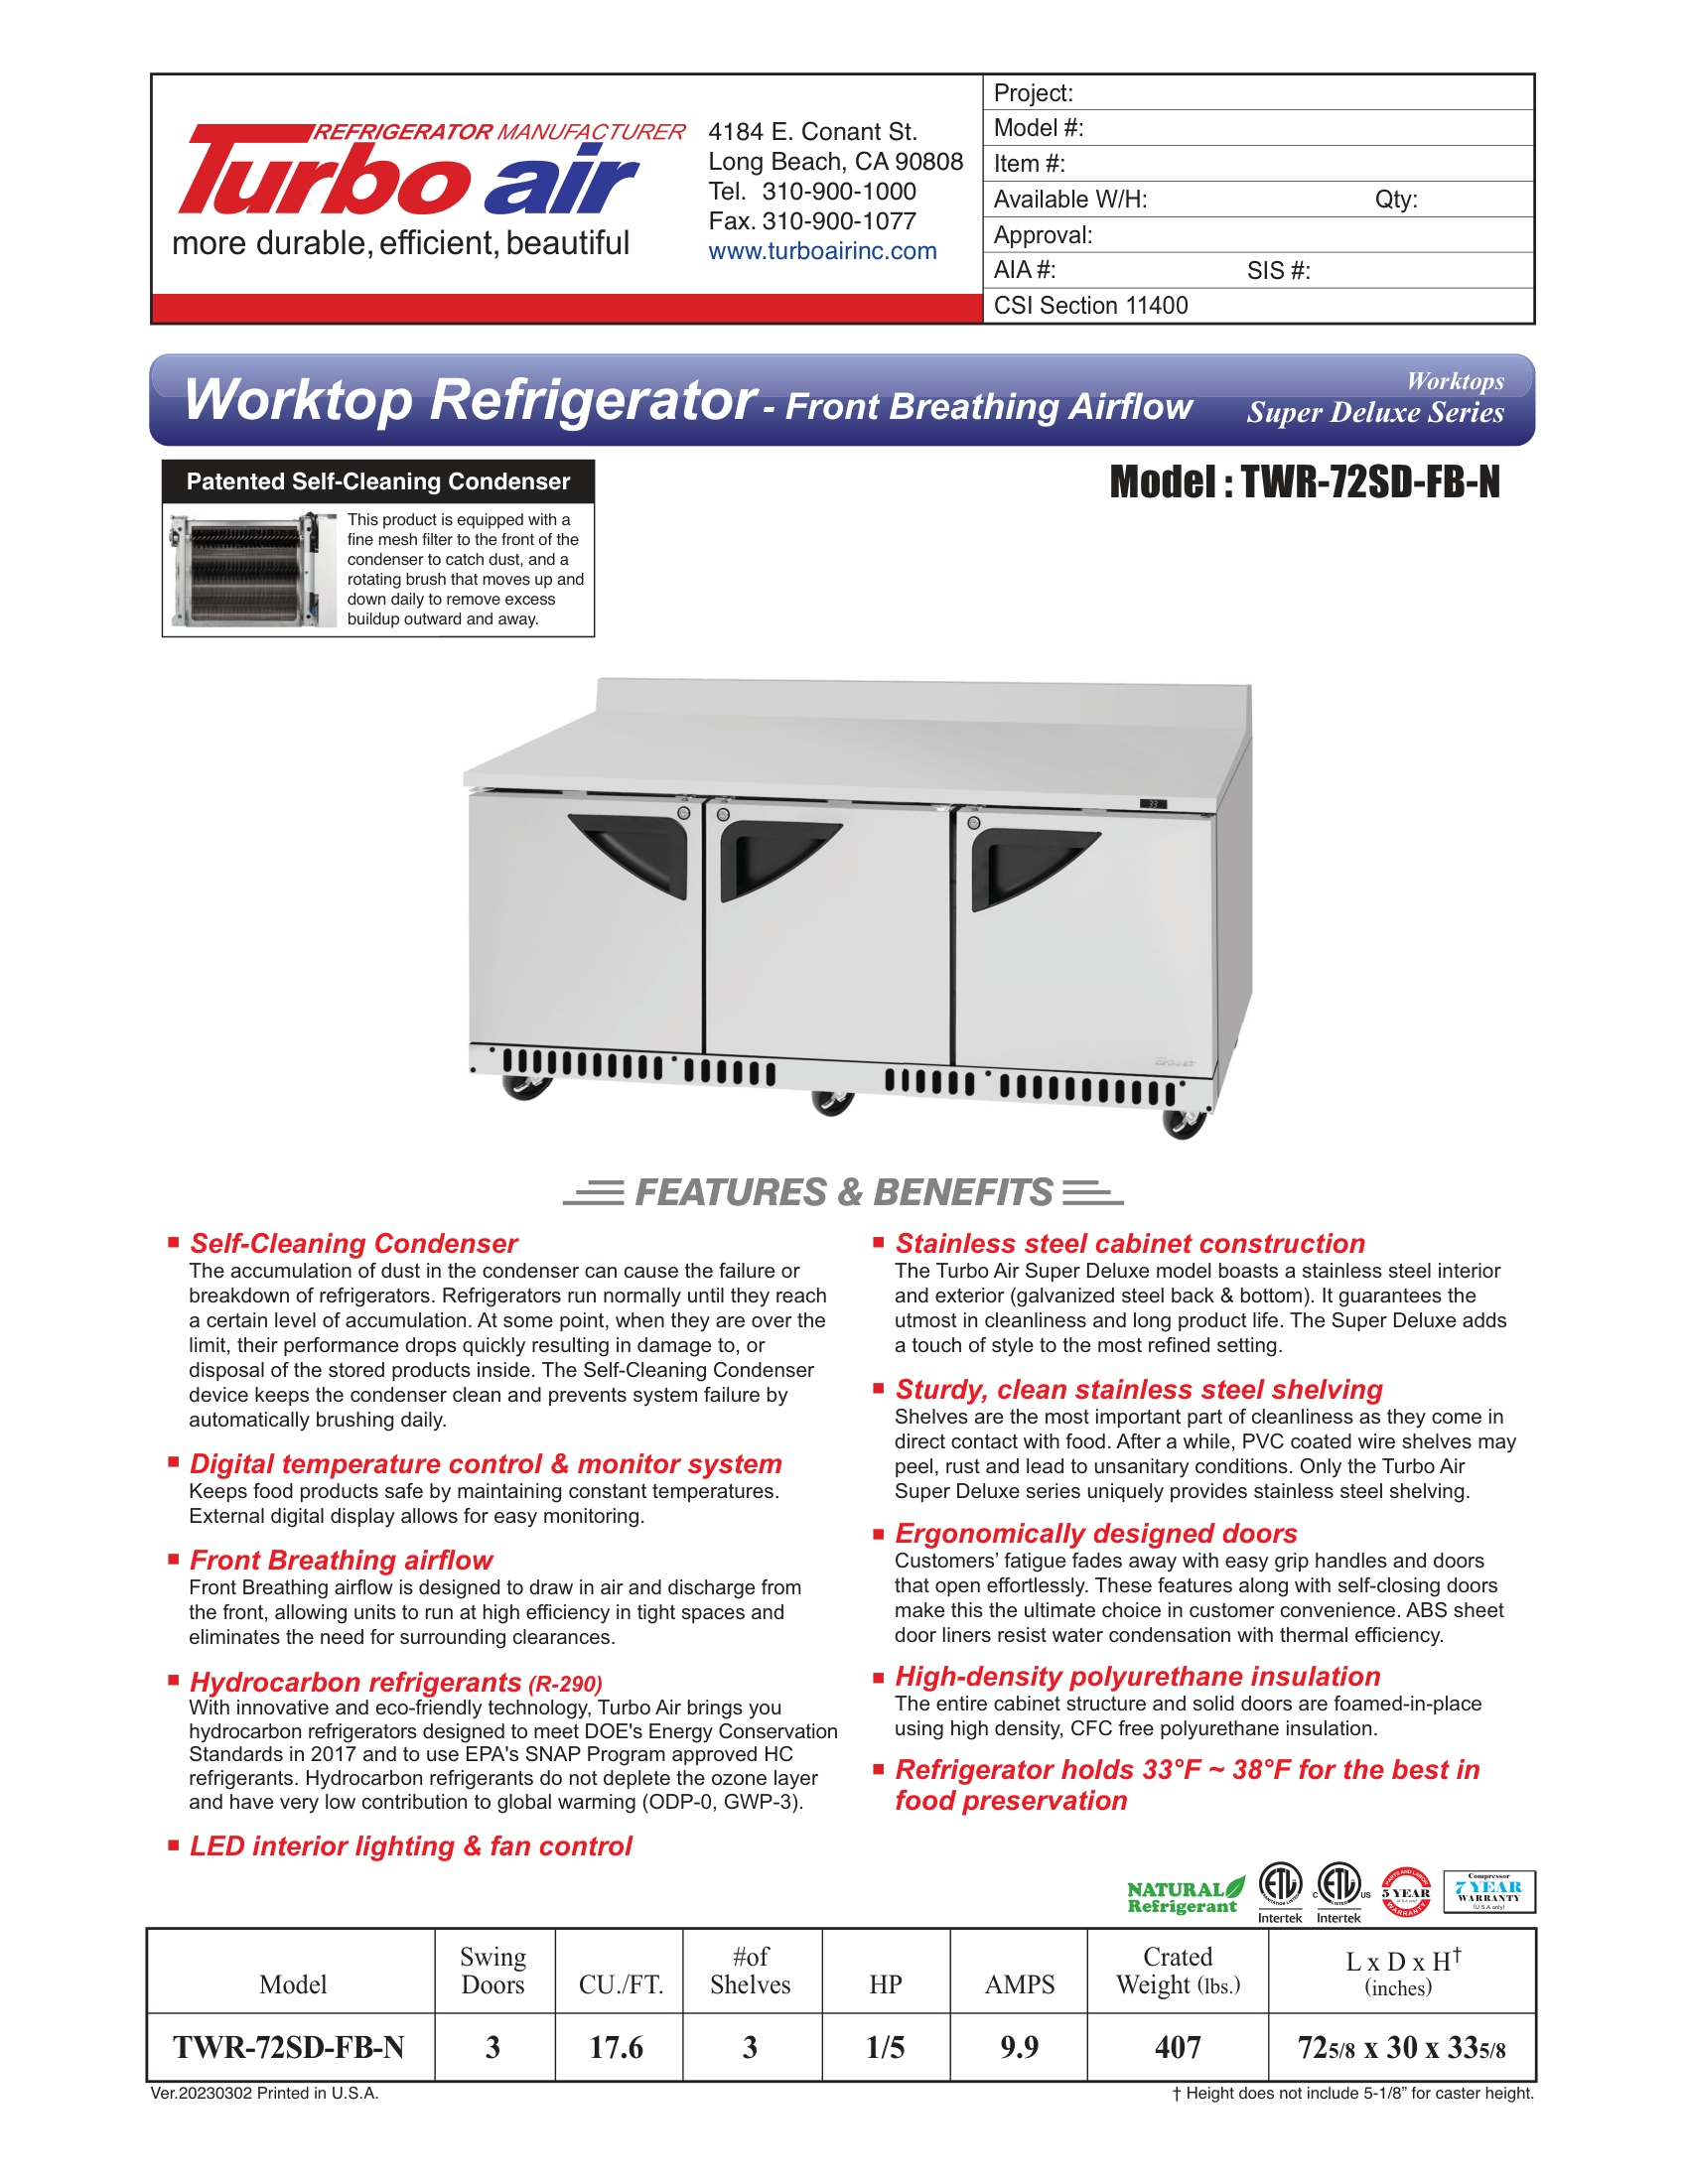 REFRIGERATOR MANUFACTURER
Turbo air
more durable, efficient, beautiful
4184 E. Conant St.
Long Beach, CA 90808
Tel. 310-900-1000
Fax. 310-900-1077
www.turboairinc.com
Project:
Model #:
Item #:
Available W/H: Qty:
Approval:
AIA #: SIS #:
CSI Section 11400
Worktop Refrigerator - Front Breathing Airflow
Worktops
Super Deluxe Series
Patented Self-Cleaning Condenser
This product is equipped with a
fine mesh filter to the front of the
condenser to catch dust, and a
rotating brush that moves up and
down daily to remove excess
buildup outward and away.
Model : TWR-72SD-FB-N
33
Turbo air
FEATURES & BENEFITS
■ Self-Cleaning Condenser
The accumulation of dust in the condenser can cause the failure or
breakdown of refrigerators. Refrigerators run normally until they reach
a certain level of accumulation. At some point, when they are over the
limit, their performance drops quickly resulting in damage to, or
disposal of the stored products inside. The Self-Cleaning Condenser
device keeps the condenser clean and prevents system failure by
automatically brushing daily.
■ Digital temperature control & monitor system
Keeps food products safe by maintaining constant temperatures.
External digital display allows for easy monitoring.
■ Front Breathing airflow
Front Breathing airflow is designed to draw in air and discharge from
the front, allowing units to run at high efficiency in tight spaces and
eliminates the need for surrounding clearances.
■ Hydrocarbon refrigerants (R-290)
With innovative and eco-friendly technology, Turbo Air brings you
hydrocarbon refrigerators designed to meet DOE's Energy Conservation
Standards in 2017 and to use EPA's SNAP Program approved HC
refrigerants. Hydrocarbon refrigerants do not deplete the ozone layer
and have very low contribution to global warming (ODP-0, GWP-3).
■ LED interior lighting & fan control
■ Stainless steel cabinet construction
The Turbo Air Super Deluxe model boasts a stainless steel interior
and exterior (galvanized steel back & bottom). It guarantees the
utmost in cleanliness and long product life. The Super Deluxe adds
a touch of style to the most refined setting.
■ Sturdy, clean stainless steel shelving
Shelves are the most important part of cleanliness as they come in
direct contact with food. After a while, PVC coated wire shelves may
peel, rust and lead to unsanitary conditions. Only the Turbo Air
Super Deluxe series uniquely provides stainless steel shelving.
■ Ergonomically designed doors
Customers’ fatigue fades away with easy grip handles and doors
that open effortlessly. These features along with self-closing doors
make this the ultimate choice in customer convenience. ABS sheet
door liners resist water condensation with thermal efficiency.
■ High-density polyurethane insulation
The entire cabinet structure and solid doors are foamed-in-place
using high density, CFC free polyurethane insulation.
■ Refrigerator holds 33°F ~ 38°F for the best in
food preservation
NATURAL
Refrigerant
ETL
SANITATION LISTED
Intertek
C ETL US
LISTED
Intertek
PARTS AND LABOR
5 YEAR
(U.S.A only)
WARRANTY
Compressor
7 YEAR
WARRANTY
(U.S.A only)
Model Swing Doors CU./FT. #of Shelves HP AMPS Crated Weight (lbs.) L x D x H† (inches)
TWR-72SD-FB-N 3 17.6 3 1/5 9.9 407 72 5/8 x 30 x 33 5/8
Ver.20230302 Printed in U.S.A.
† Height does not include 5-1/8” for caster height.